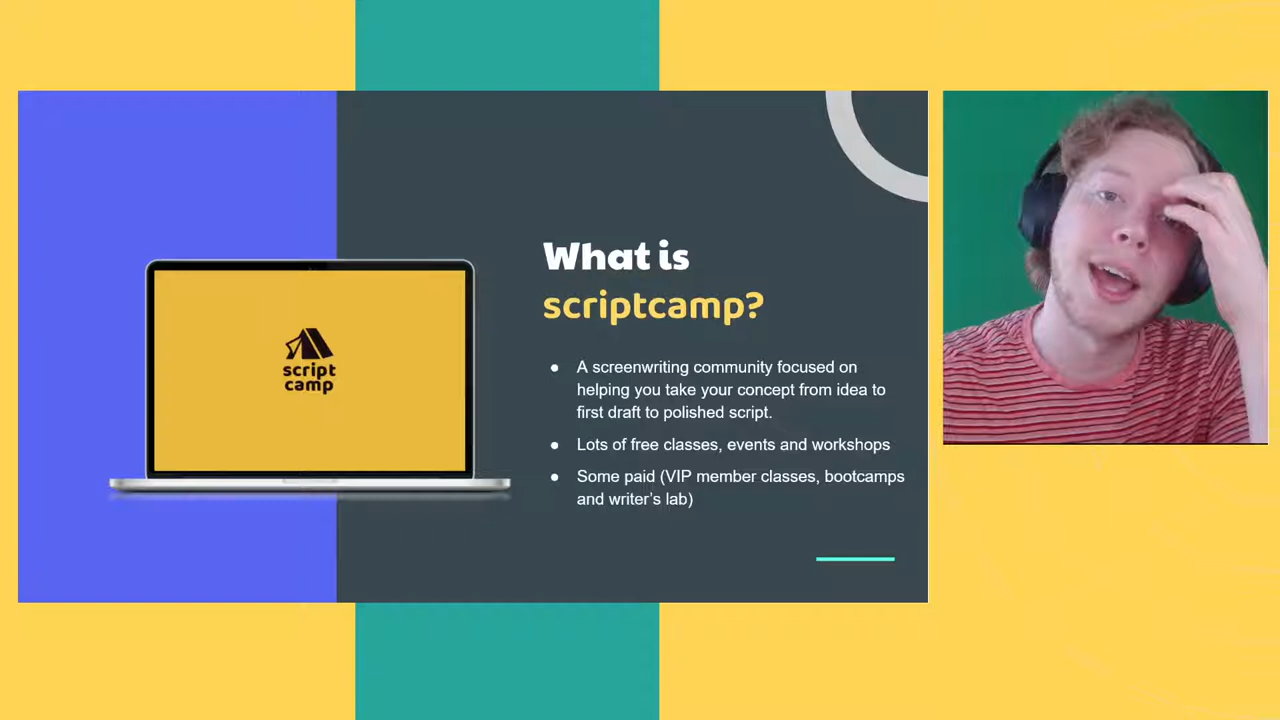 script
camp
What is
scriptcamp?
● A screenwriting community focused on
helping you take your concept from idea to
first draft to polished script.
● Lots of free classes, events and workshops
● Some paid (VIP member classes, bootcamps
and writer's lab)